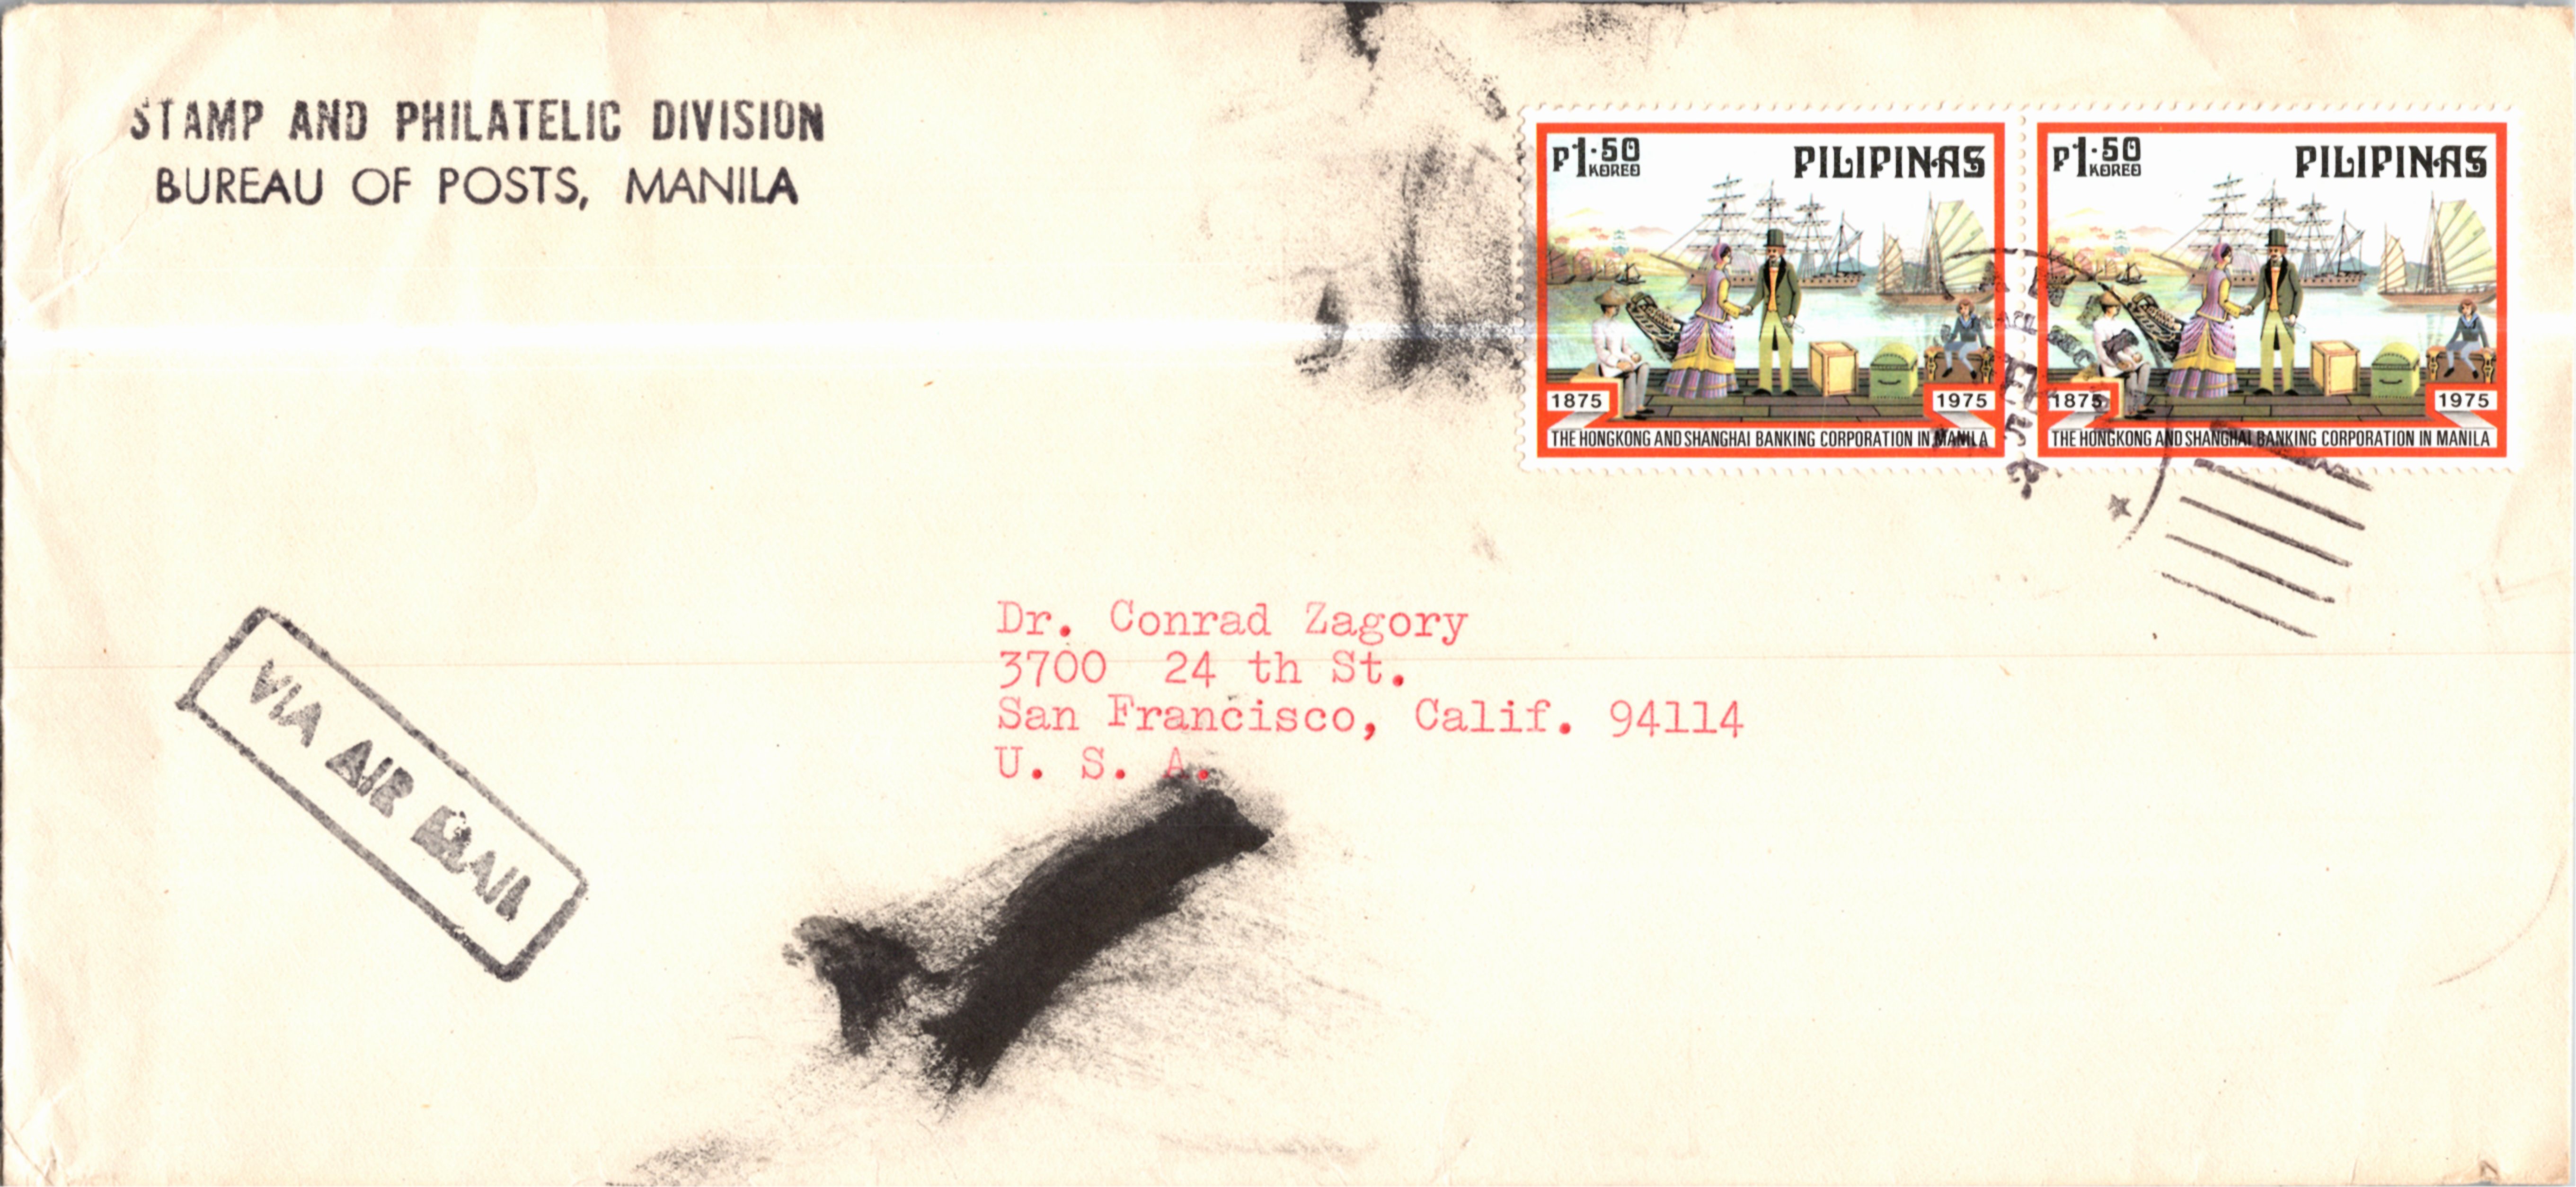 STAMP AND PHILATELIC DIVISION
BUREAU OF POSTS, MANILA
P1·50
KOREO
PILIPINAS
1875
1975
THE HONGKONG AND SHANGHAI BANKING CORPORATION IN MANILA
P1·50
KOREO
PILIPINAS
1875
1975
THE HONGKONG AND SHANGHAI BANKING CORPORATION IN MANILA
Dr. Conrad Zagory
3700 24 th St.
San Francisco, Calif. 94114
U. S. A.
VIA AIR MAIL